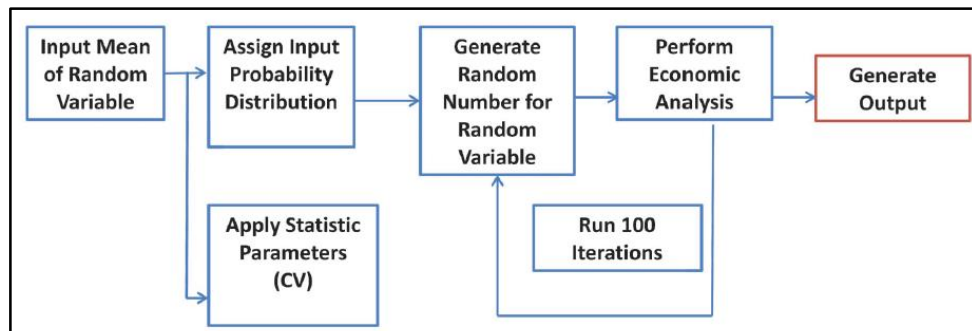 Input Mean
of Random
Variable
Assign Input
Probability
Distribution
Generate
Random
Number for
Random
Variable
Perform
Economic
Analysis
Generate
Output
Apply Statistic
Parameters
(CV)
Run 100
Iterations